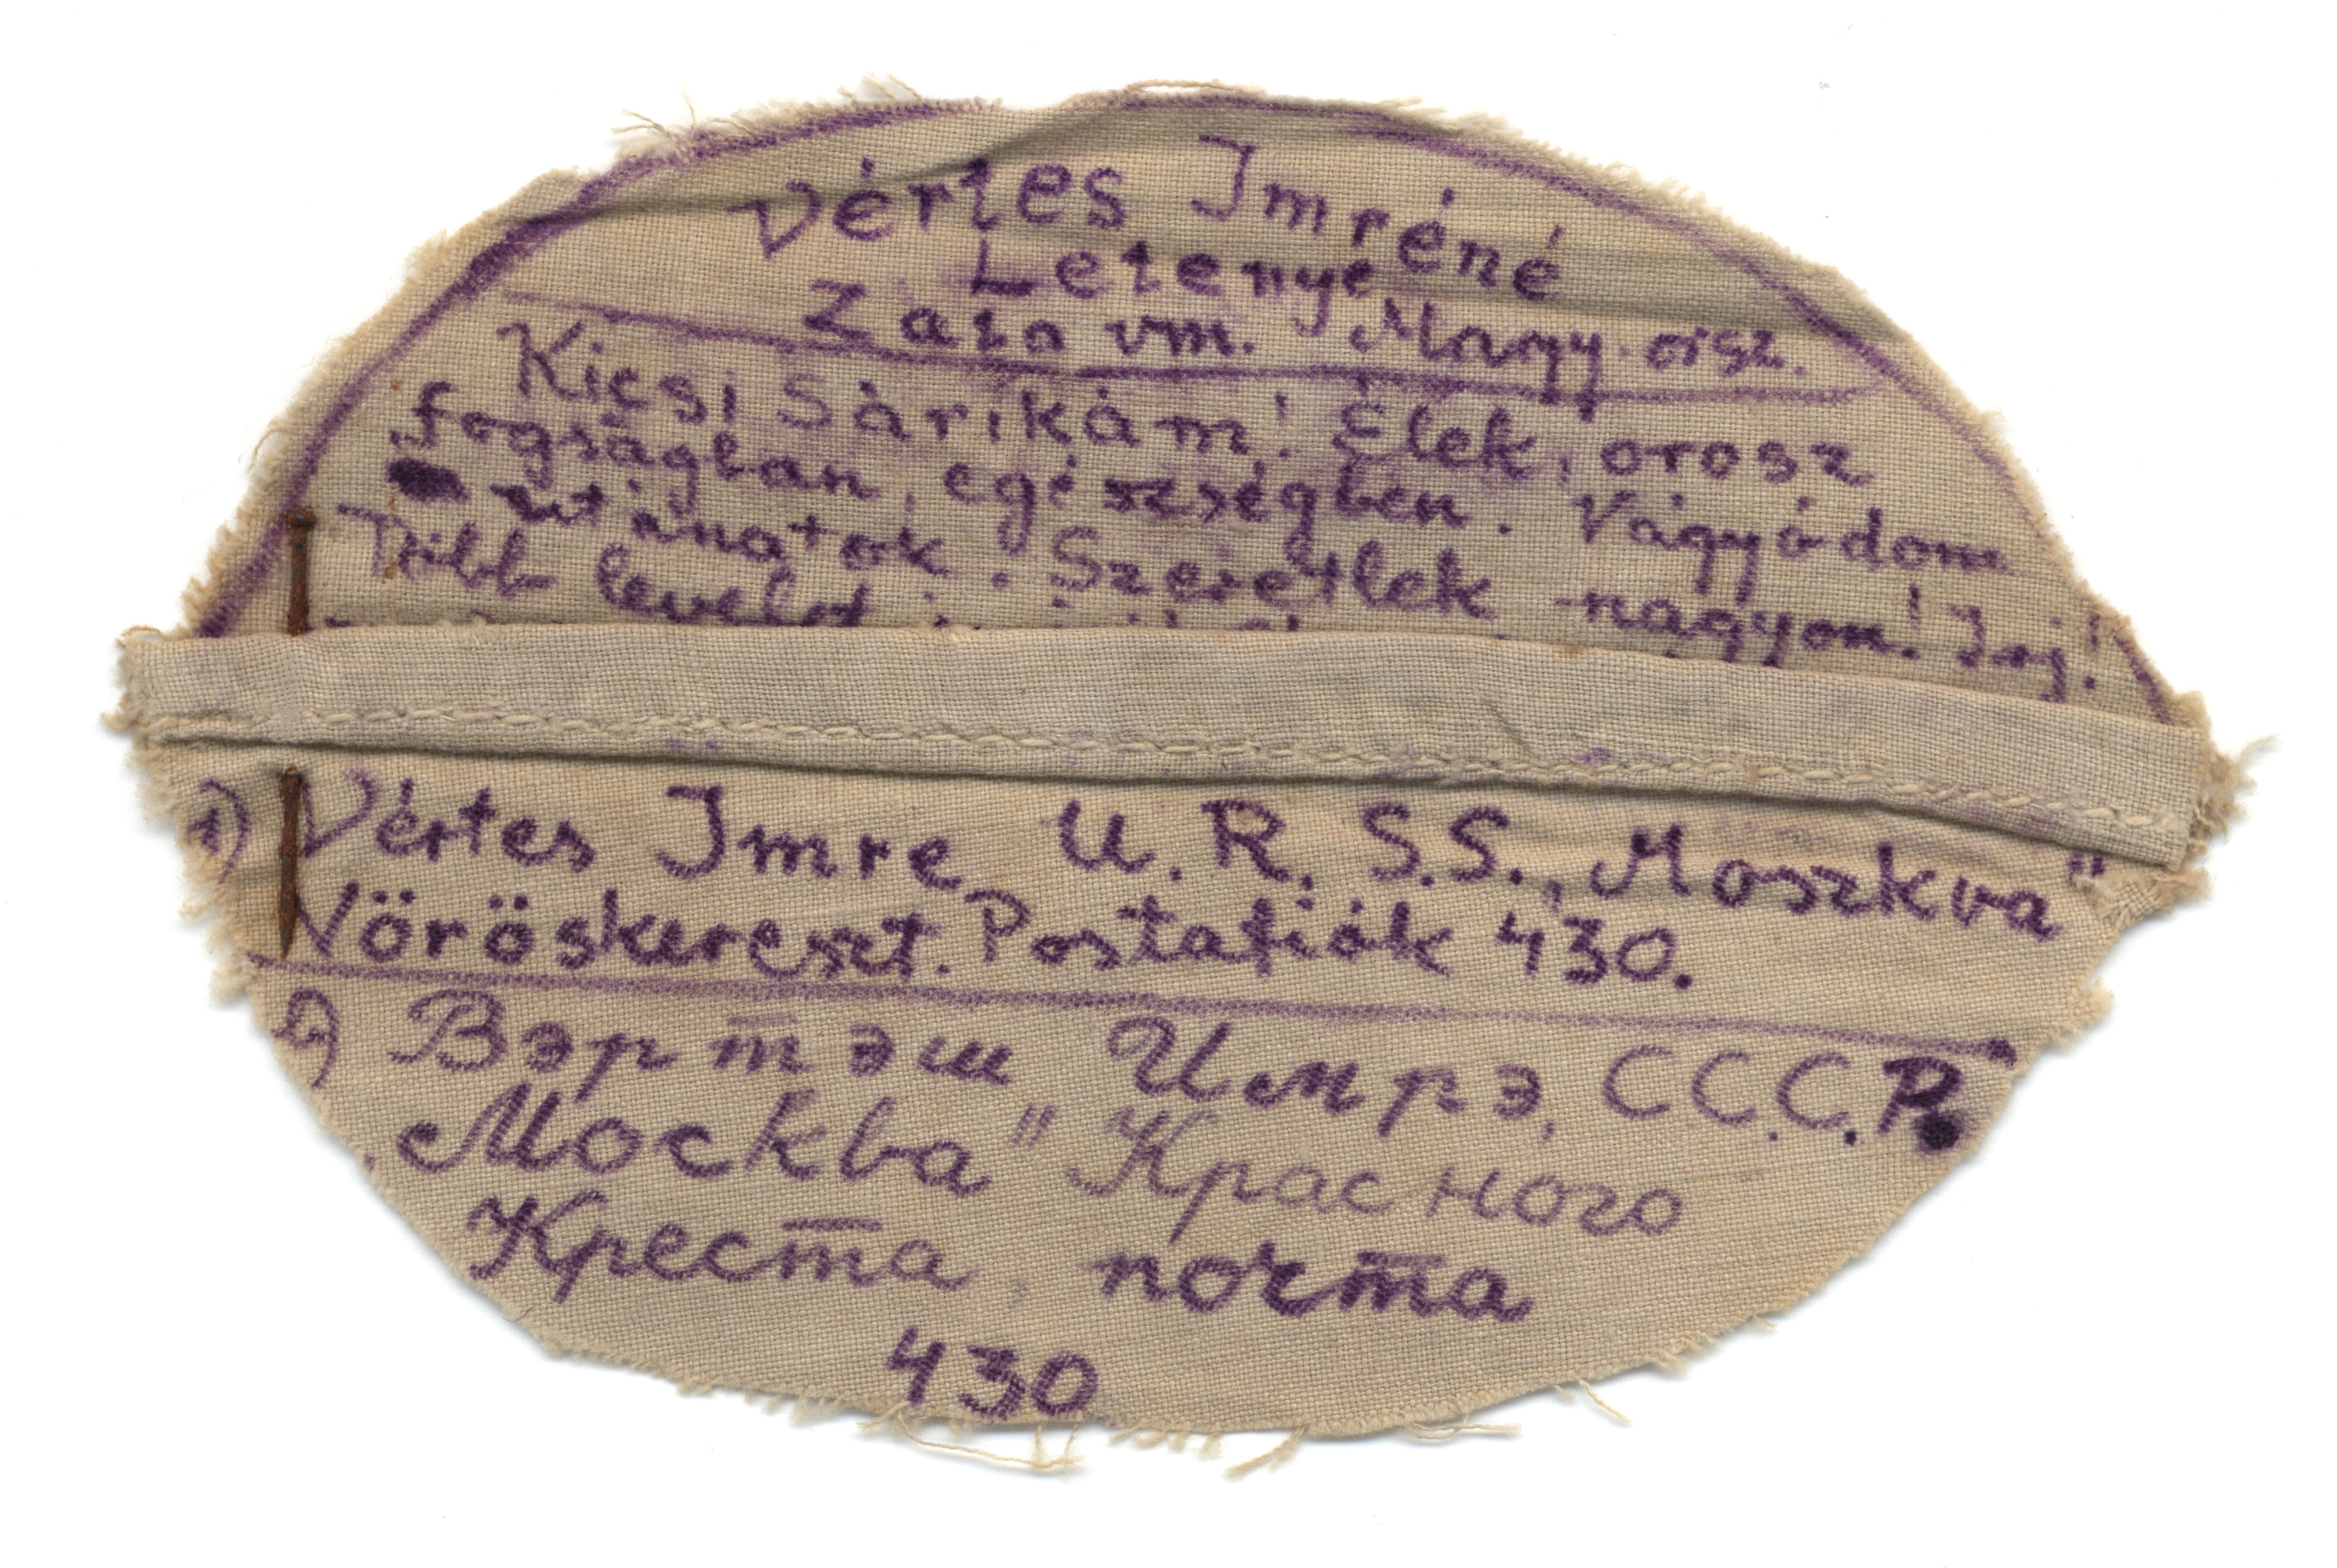 Vértes Imréné
Letenye
Zala vm. Magy. orsz.
Kicsi Sárikám! Élek, orosz
fogságban, egészségben. Vágyódom
utánatok. Szeretlek nagyon! Irj!
Több levelet
1) Vértes Imre, U.R.S.S. „Moszkva"
Vöröskereszt. Postafiók 430.
2) Вэртэш Имрэ, С.С.С.Р.
„Москва" Красного
Креста, почта
430